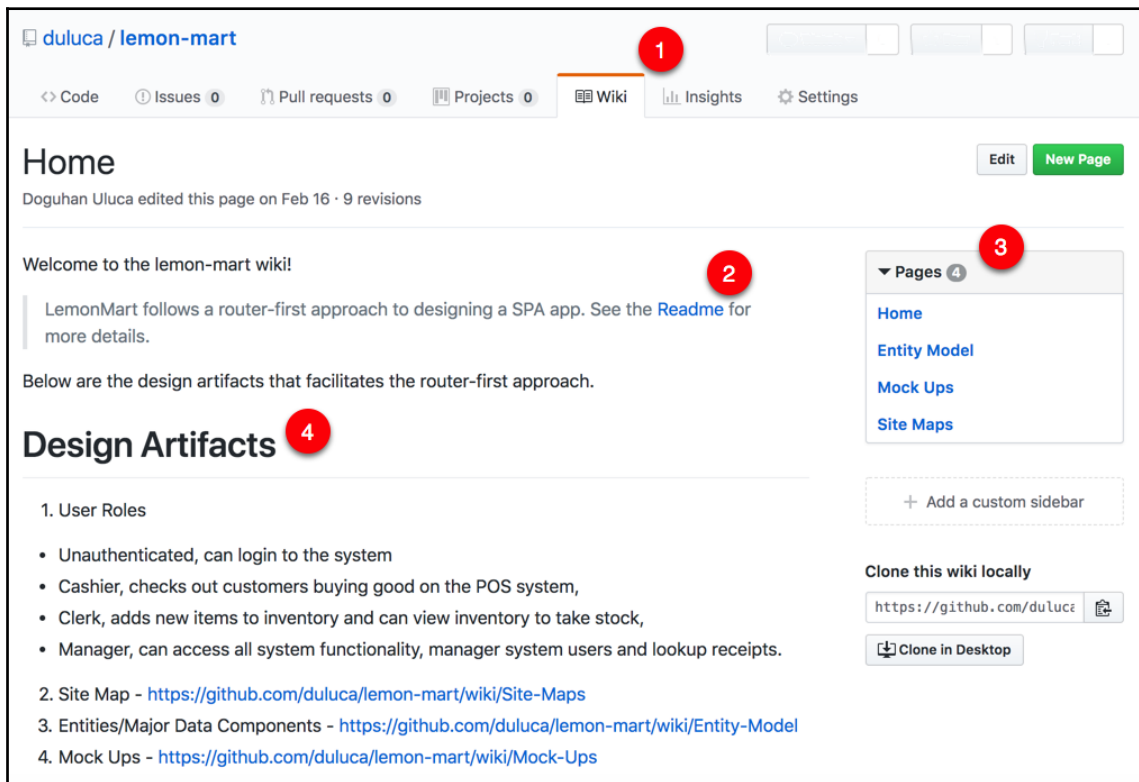 duluca / lemon-mart
1
<> Code Issues 0 Pull requests 0 Projects 0 Wiki Insights Settings
Home
Edit New Page
Doguhan Uluca edited this page on Feb 16 · 9 revisions
3
Welcome to the lemon-mart wiki!
2
Pages 4
LemonMart follows a router-first approach to designing a SPA app. See the Readme for
more details.
Home
Entity Model
Mock Ups
Site Maps
Below are the design artifacts that facilitates the router-first approach.
Design Artifacts 4
+ Add a custom sidebar
1. User Roles
• Unauthenticated, can login to the system
• Cashier, checks out customers buying good on the POS system,
• Clerk, adds new items to inventory and can view inventory to take stock,
• Manager, can access all system functionality, manager system users and lookup receipts.
Clone this wiki locally
https://github.com/duluca
Clone in Desktop
2. Site Map - https://github.com/duluca/lemon-mart/wiki/Site-Maps
3. Entities/Major Data Components - https://github.com/duluca/lemon-mart/wiki/Entity-Model
4. Mock Ups - https://github.com/duluca/lemon-mart/wiki/Mock-Ups